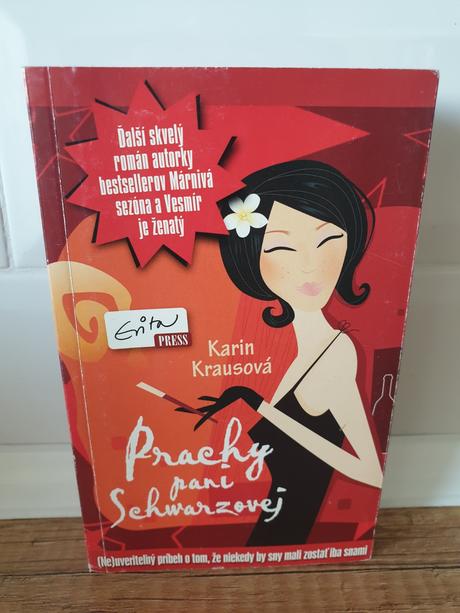 Ďalší skvelý
román autorky
bestsellerov Márnivá
sezóna a Vesmír
je ženatý
Evita
PRESS
Karin
Krausová
Prachy
pani
Schwarzovej
(Ne)uveriteľný príbeh o tom, že niekedy by sny mali zostať iba snami